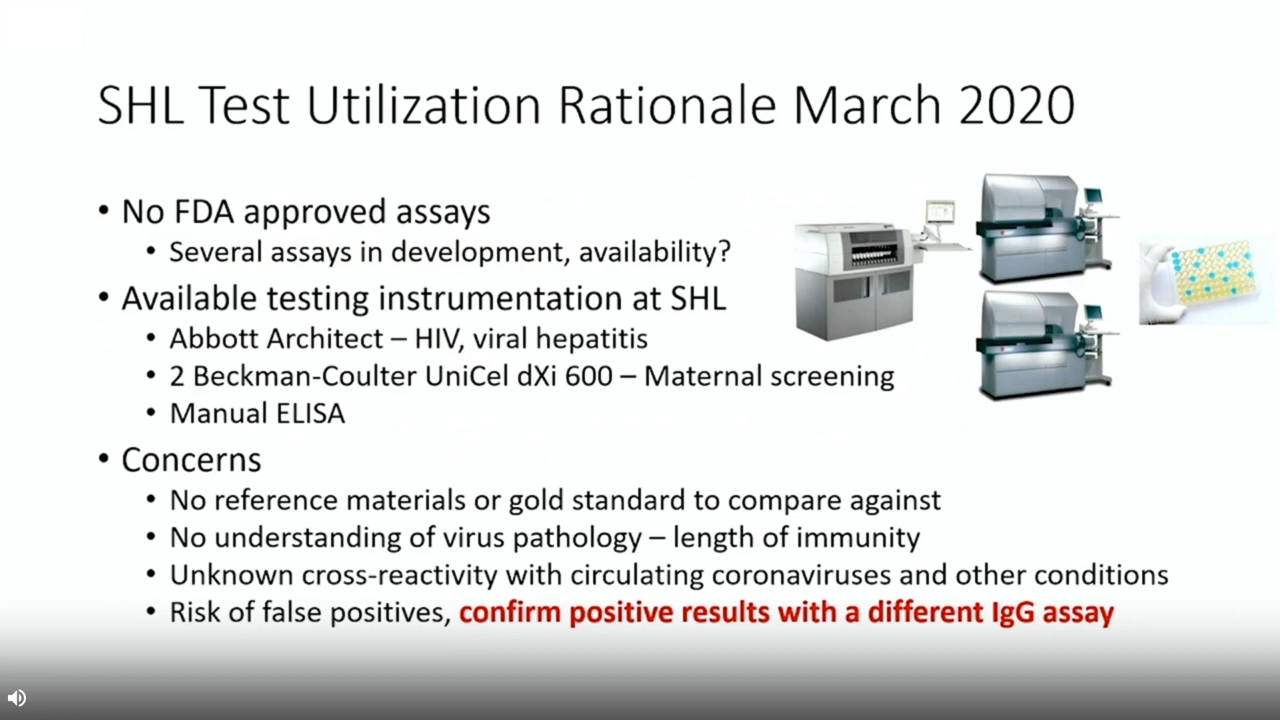 SHL Test Utilization Rationale March 2020
• No FDA approved assays
• Several assays in development, availability?
• Available testing instrumentation at SHL
• Abbott Architect – HIV, viral hepatitis
• 2 Beckman-Coulter UniCel dXi 600 – Maternal screening
• Manual ELISA
• Concerns
• No reference materials or gold standard to compare against
• No understanding of virus pathology – length of immunity
• Unknown cross-reactivity with circulating coronaviruses and other conditions
• Risk of false positives, confirm positive results with a different IgG assay